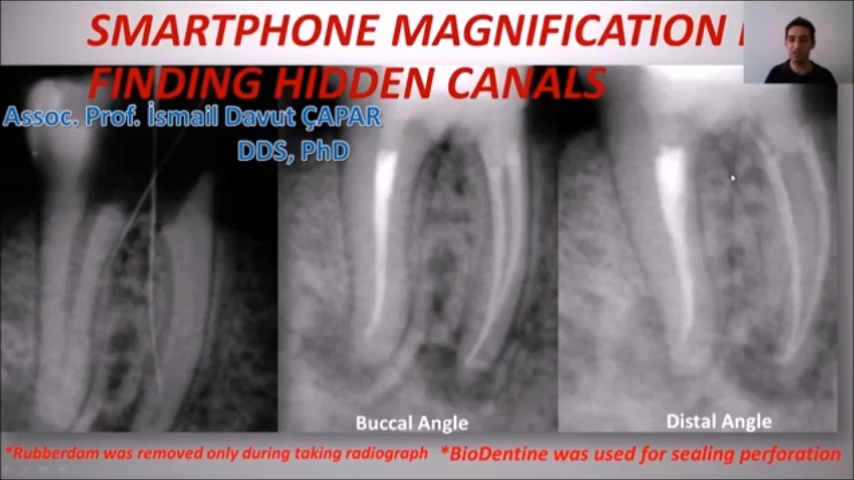 SMARTPHONE MAGNIFICATION
FINDING HIDDEN CANALS
Assoc. Prof. İsmail Davut ÇAPAR
DDS, PhD
Buccal Angle
Distal Angle
*Rubberdam was removed only during taking radiograph *BioDentine was used for sealing perforation